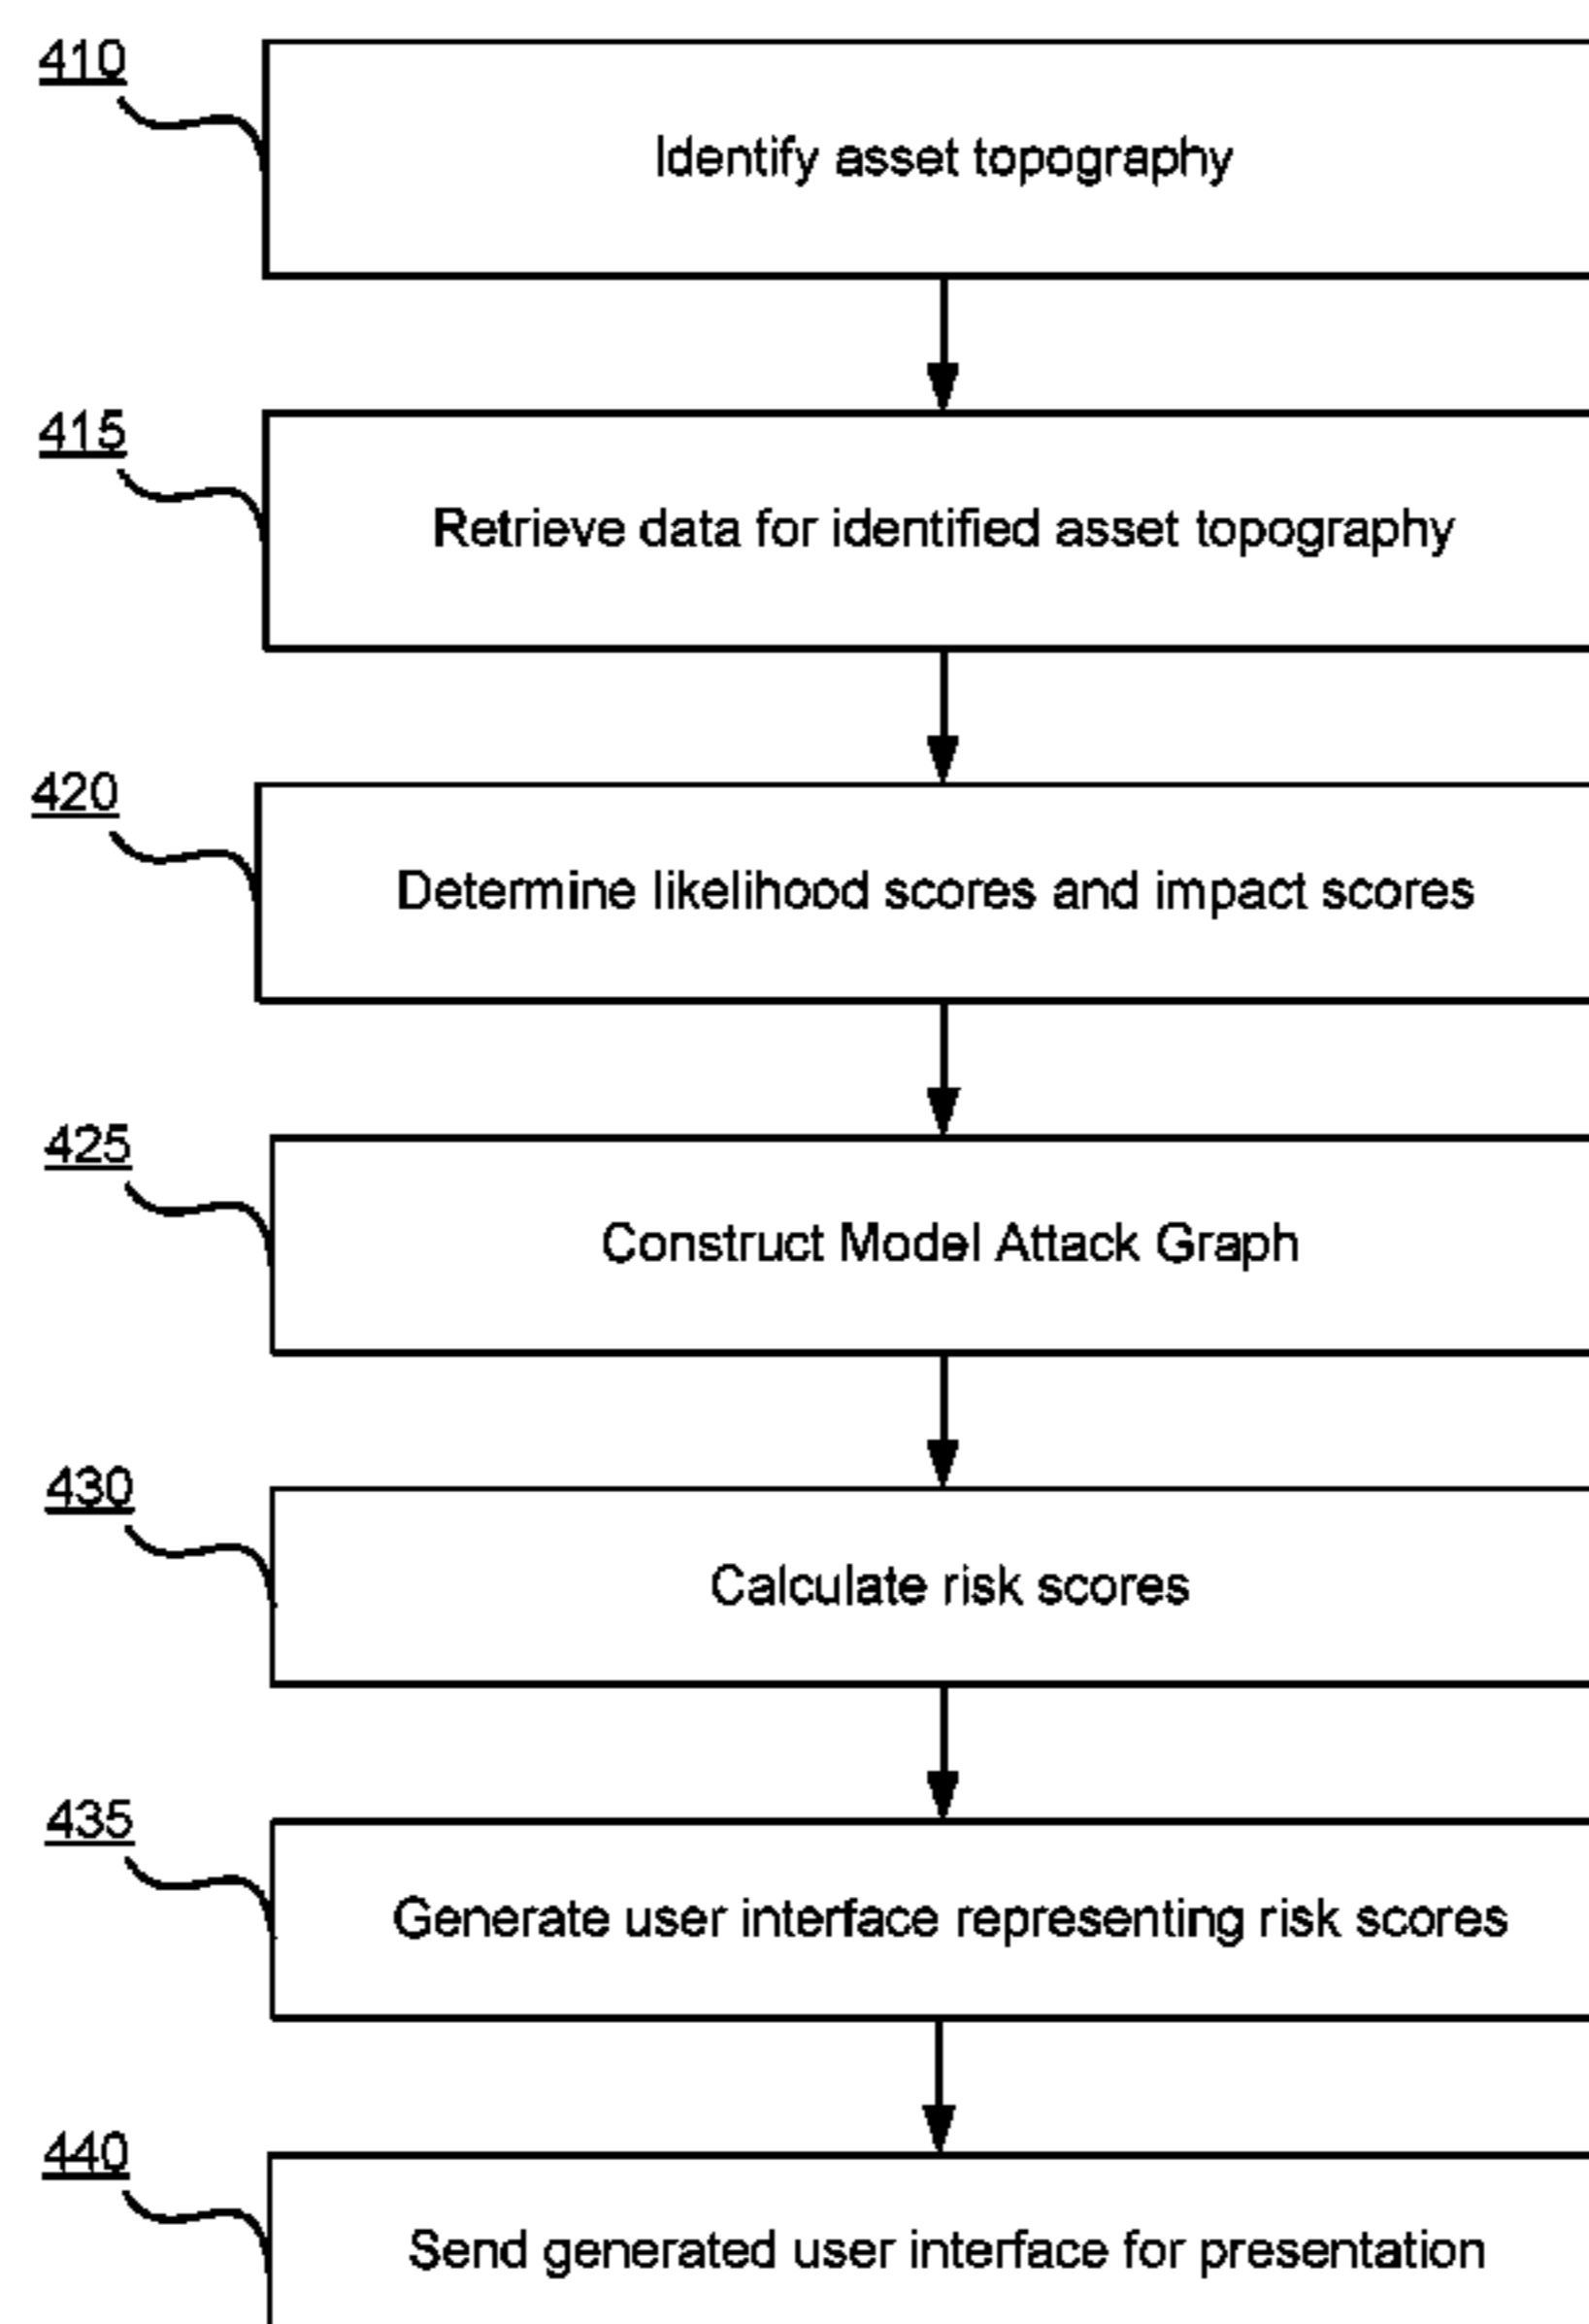 410
Identify asset topography
415
Retrieve data for identified asset topography
420
Determine likelihood scores and impact scores
425
Construct Model Attack Graph
430
Calculate risk scores
435
Generate user interface representing risk scores
440
Send generated user interface for presentation